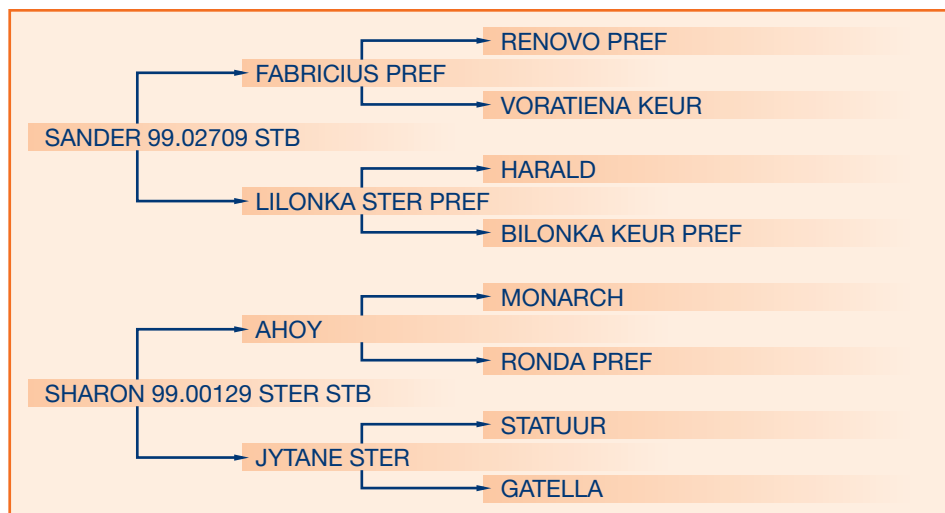 RENOVO PREF
FABRICIUS PREF
VORATIENA KEUR
SANDER 99.02709 STB
HARALD
LILONKA STER PREF
BILONKA KEUR PREF
MONARCH
AHOY
RONDA PREF
SHARON 99.00129 STER STB
STATUUR
JYTANE STER
GATELLA